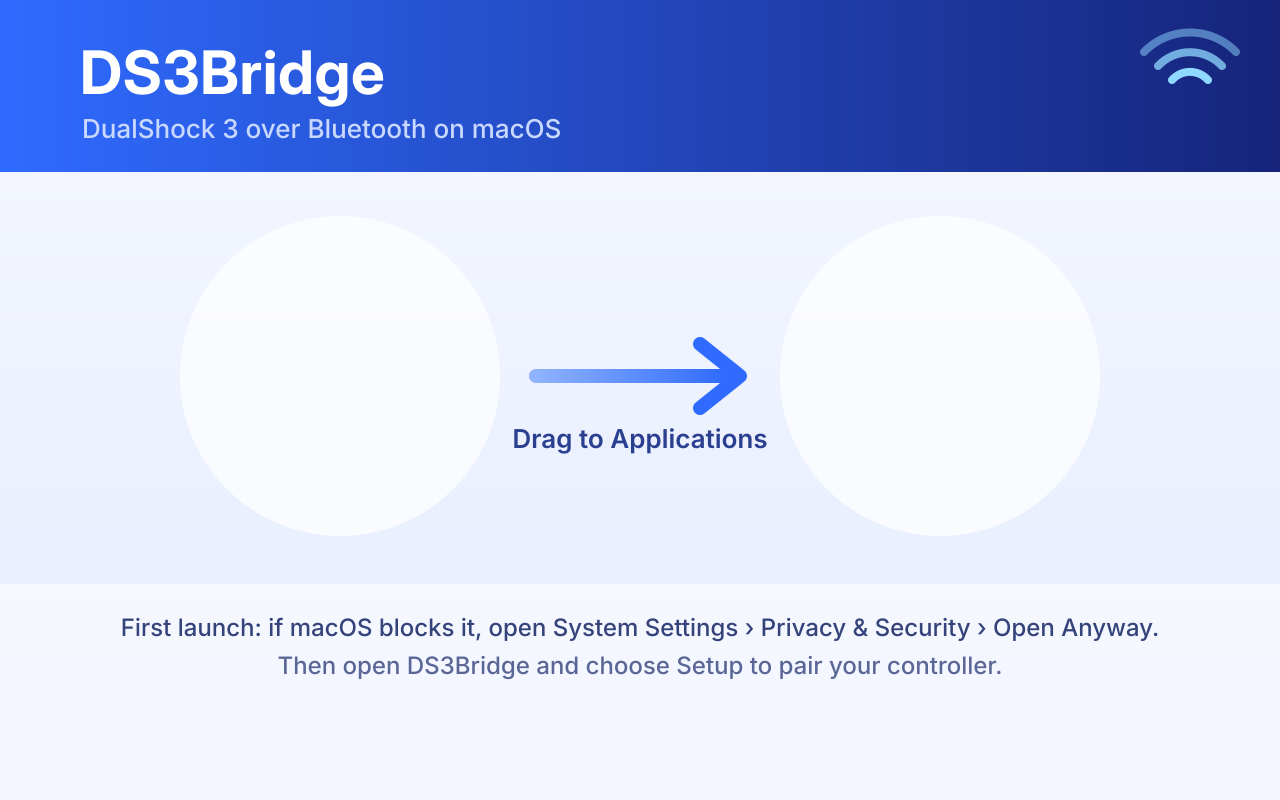 DS3Bridge
DualShock 3 over Bluetooth on macOS
Drag to Applications
First launch: if macOS blocks it, open System Settings › Privacy & Security › Open Anyway.
Then open DS3Bridge and choose Setup to pair your controller.